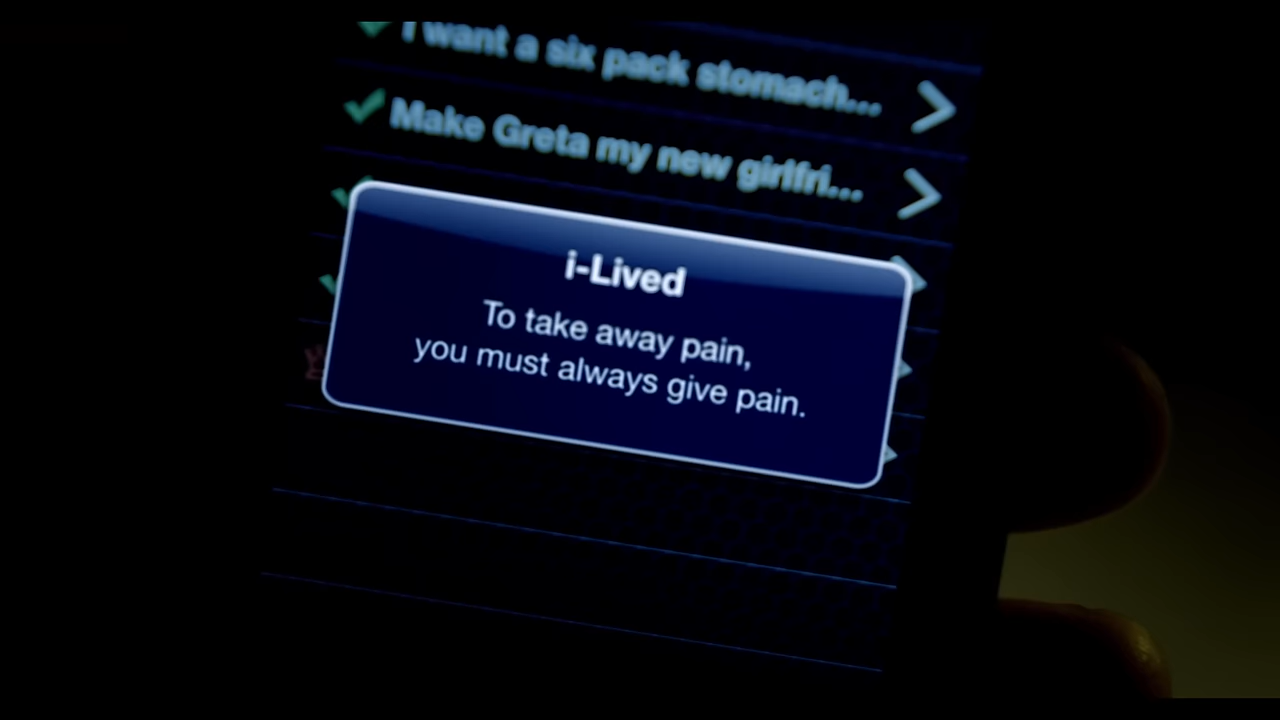 I want a six pack stomach...
Make Greta my new girlfri...
i-Lived
To take away pain,
you must always give pain.